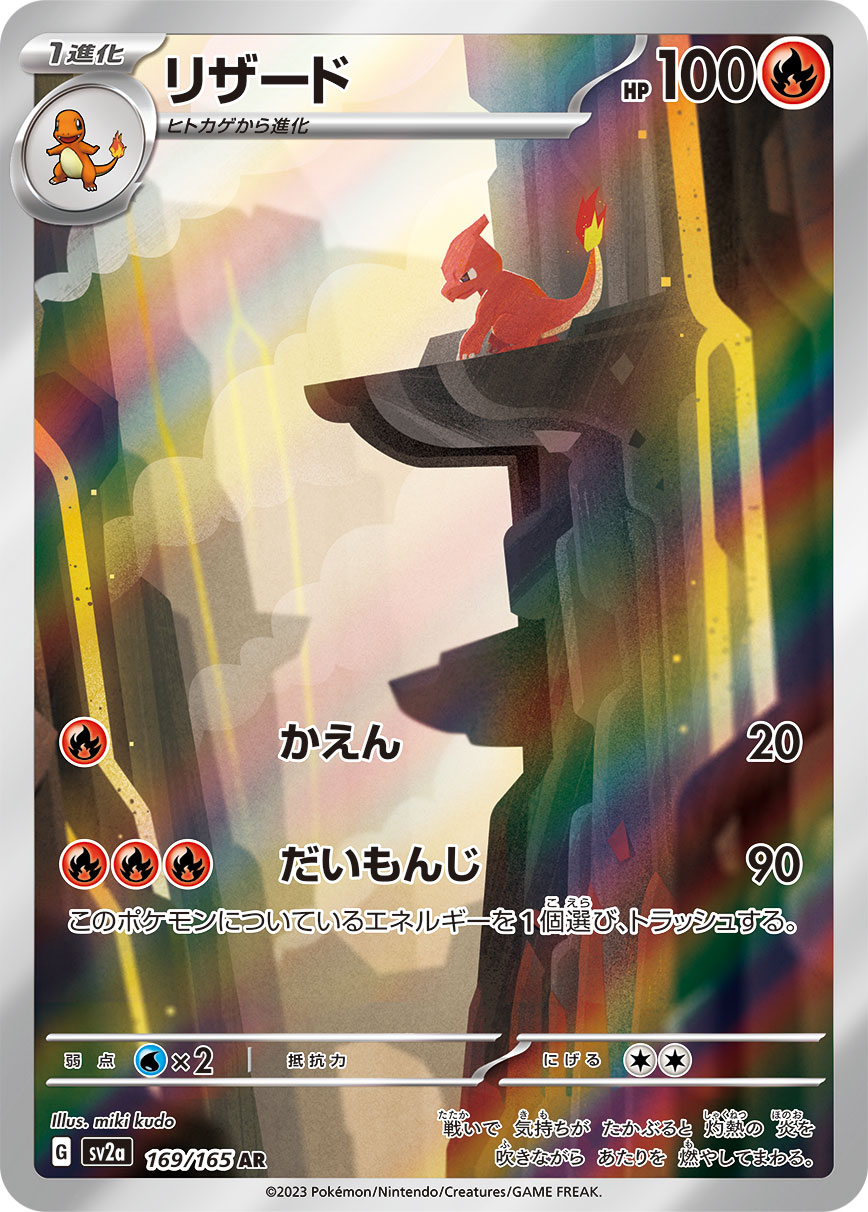 1進化
リザード
HP 100
ヒトカゲから進化
かえん 20
だいもんじ 90
このポケモンについているエネルギーを1個選び、トラッシュする。
弱点 ×2 抵抗力 にげる
Illus. miki kudo
戦いで 気持ちが たかぶると 灼熱の 炎を
吹きながら あたりを 燃やしてまわる。
G sv2a 169/165 AR
©2023 Pokémon/Nintendo/Creatures/GAME FREAK.